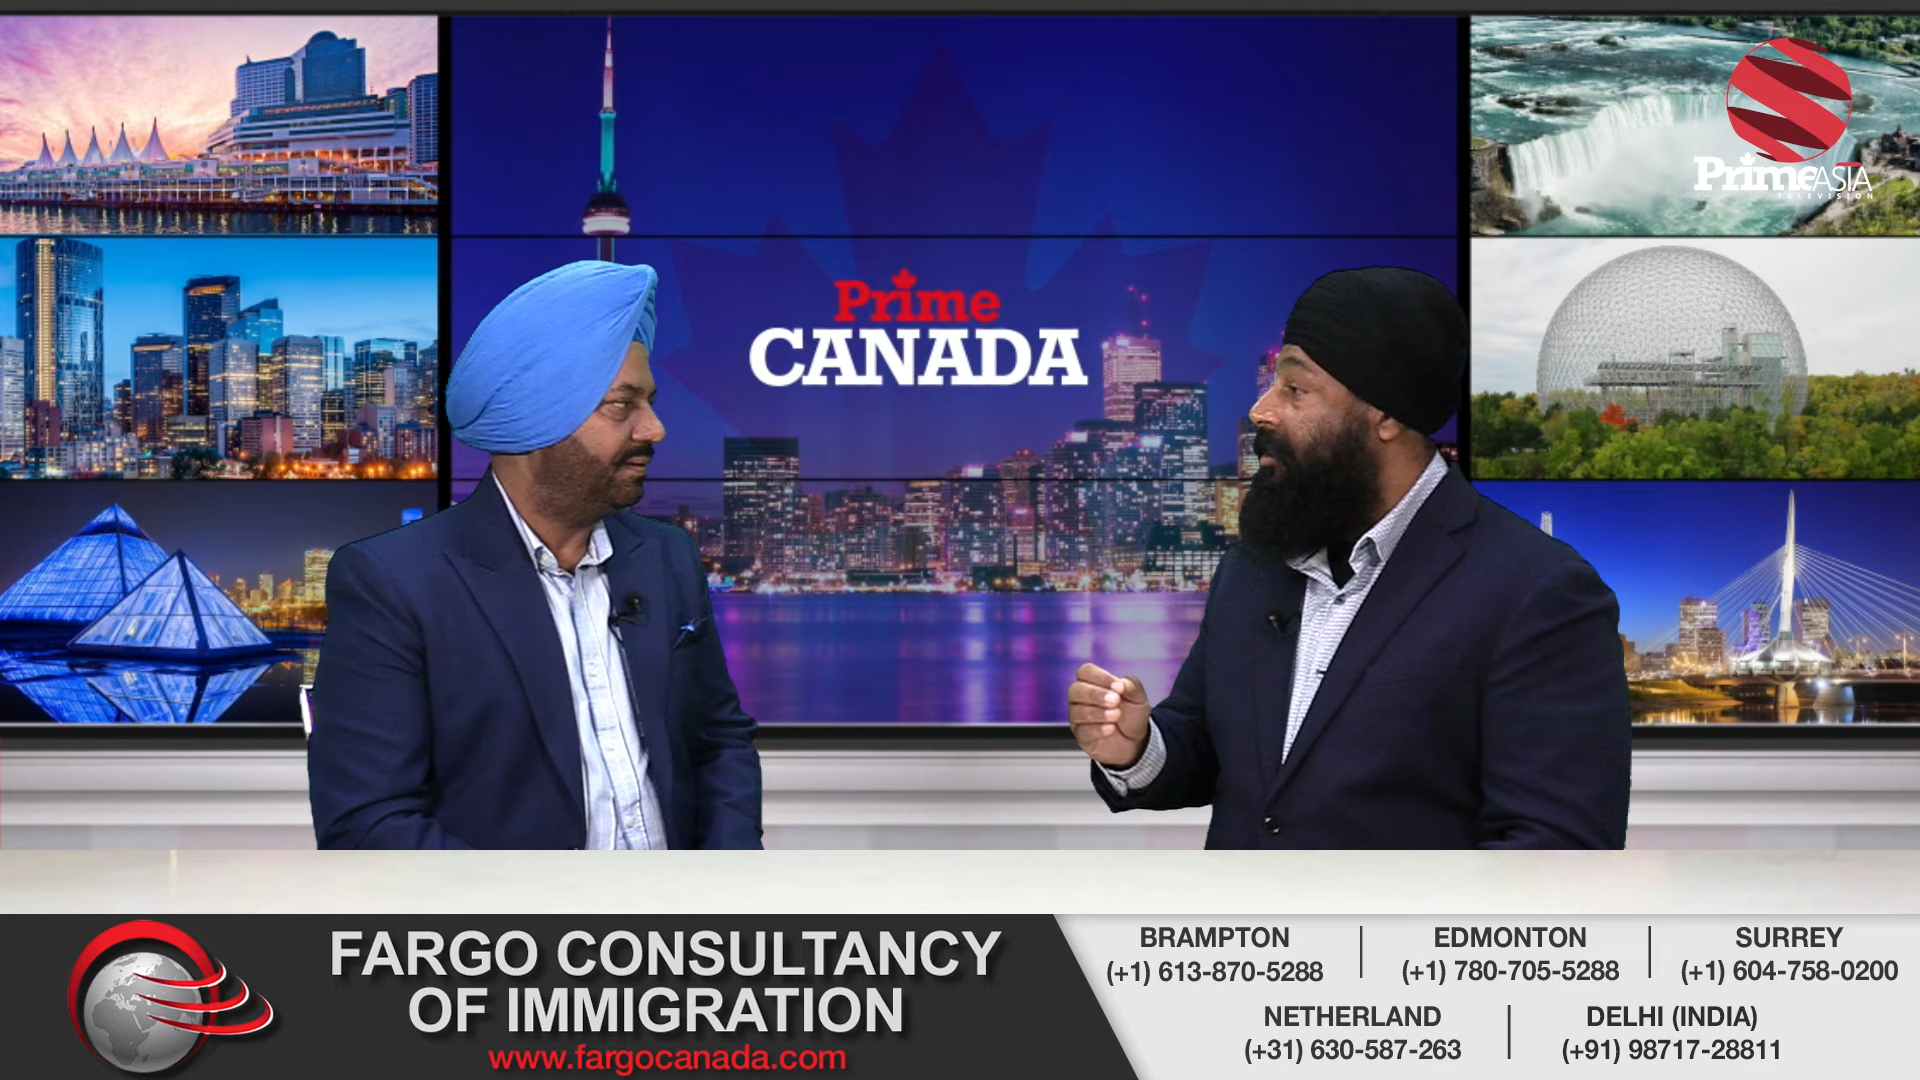 PrimeASIA
TELEVISION
Prime
CANADA
FARGO CONSULTANCY
OF IMMIGRATION
www.fargocanada.com
BRAMPTON
(+1) 613-870-5288
EDMONTON
(+1) 780-705-5288
SURREY
(+1) 604-758-0200
NETHERLAND
(+31) 630-587-263
DELHI (INDIA)
(+91) 98717-28811